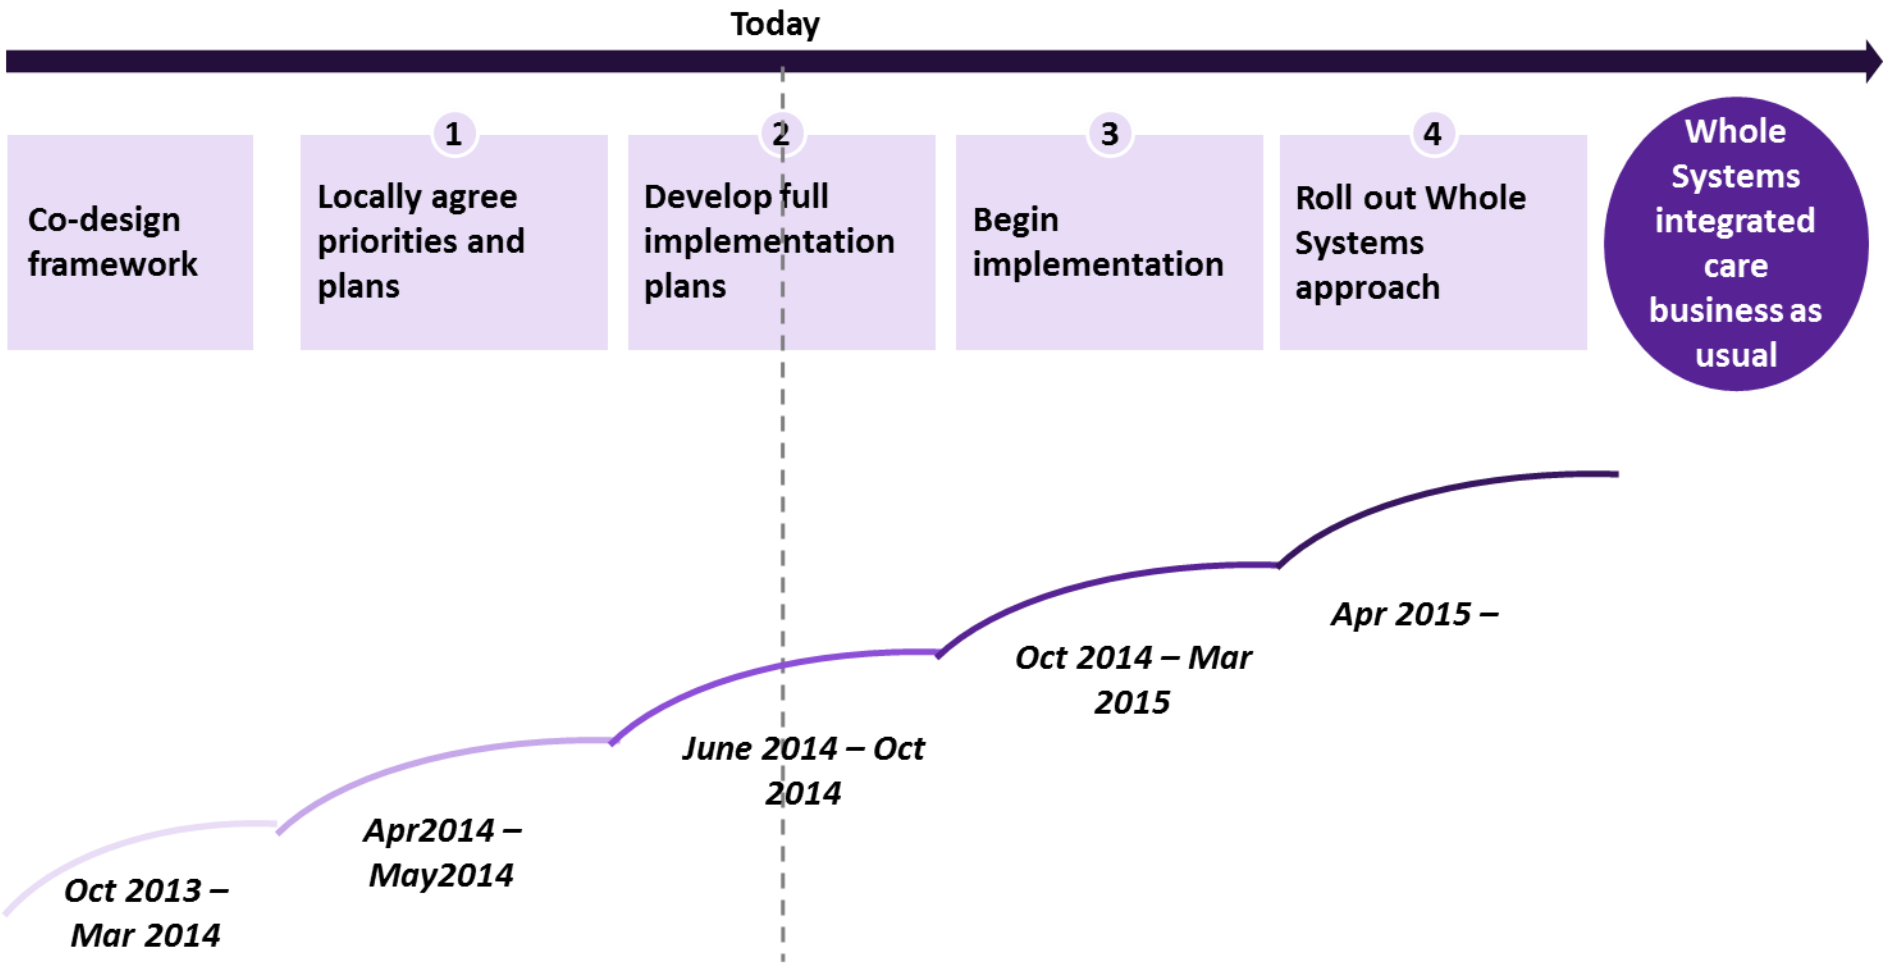 Today
Co-design
framework
1
Locally agree
priorities and
plans
2
Develop full
implementation
plans
3
Begin
implementation
4
Roll out Whole
Systems
approach
Whole
Systems
integrated
care
business as
usual
Oct 2013 –
Mar 2014
Apr2014 –
May2014
June 2014 – Oct
2014
Oct 2014 – Mar
2015
Apr 2015 –